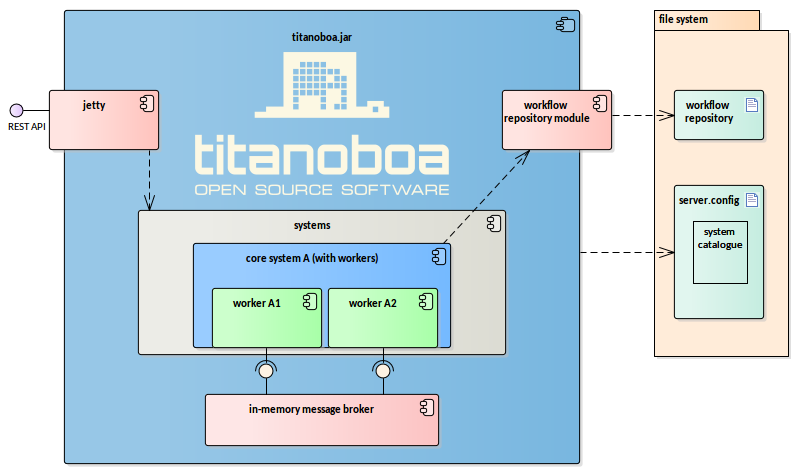 titanoboa.jar
file system
jetty
REST API
workflow
repository module
workflow
repository
titanoboa
OPEN SOURCE SOFTWARE
server.config
system
catalogue
systems
core system A (with workers)
worker A1
worker A2
in-memory message broker